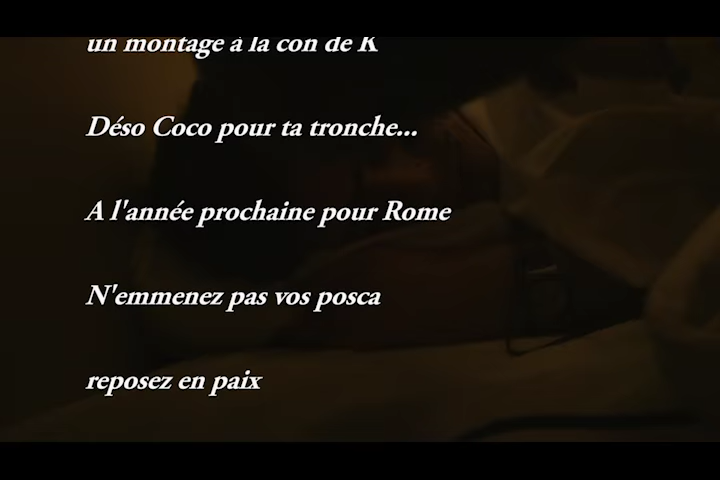 un montage à la con de K
Déso Coco pour ta tronche...
A l'année prochaine pour Rome
N'emmenez pas vos posca
reposez en paix